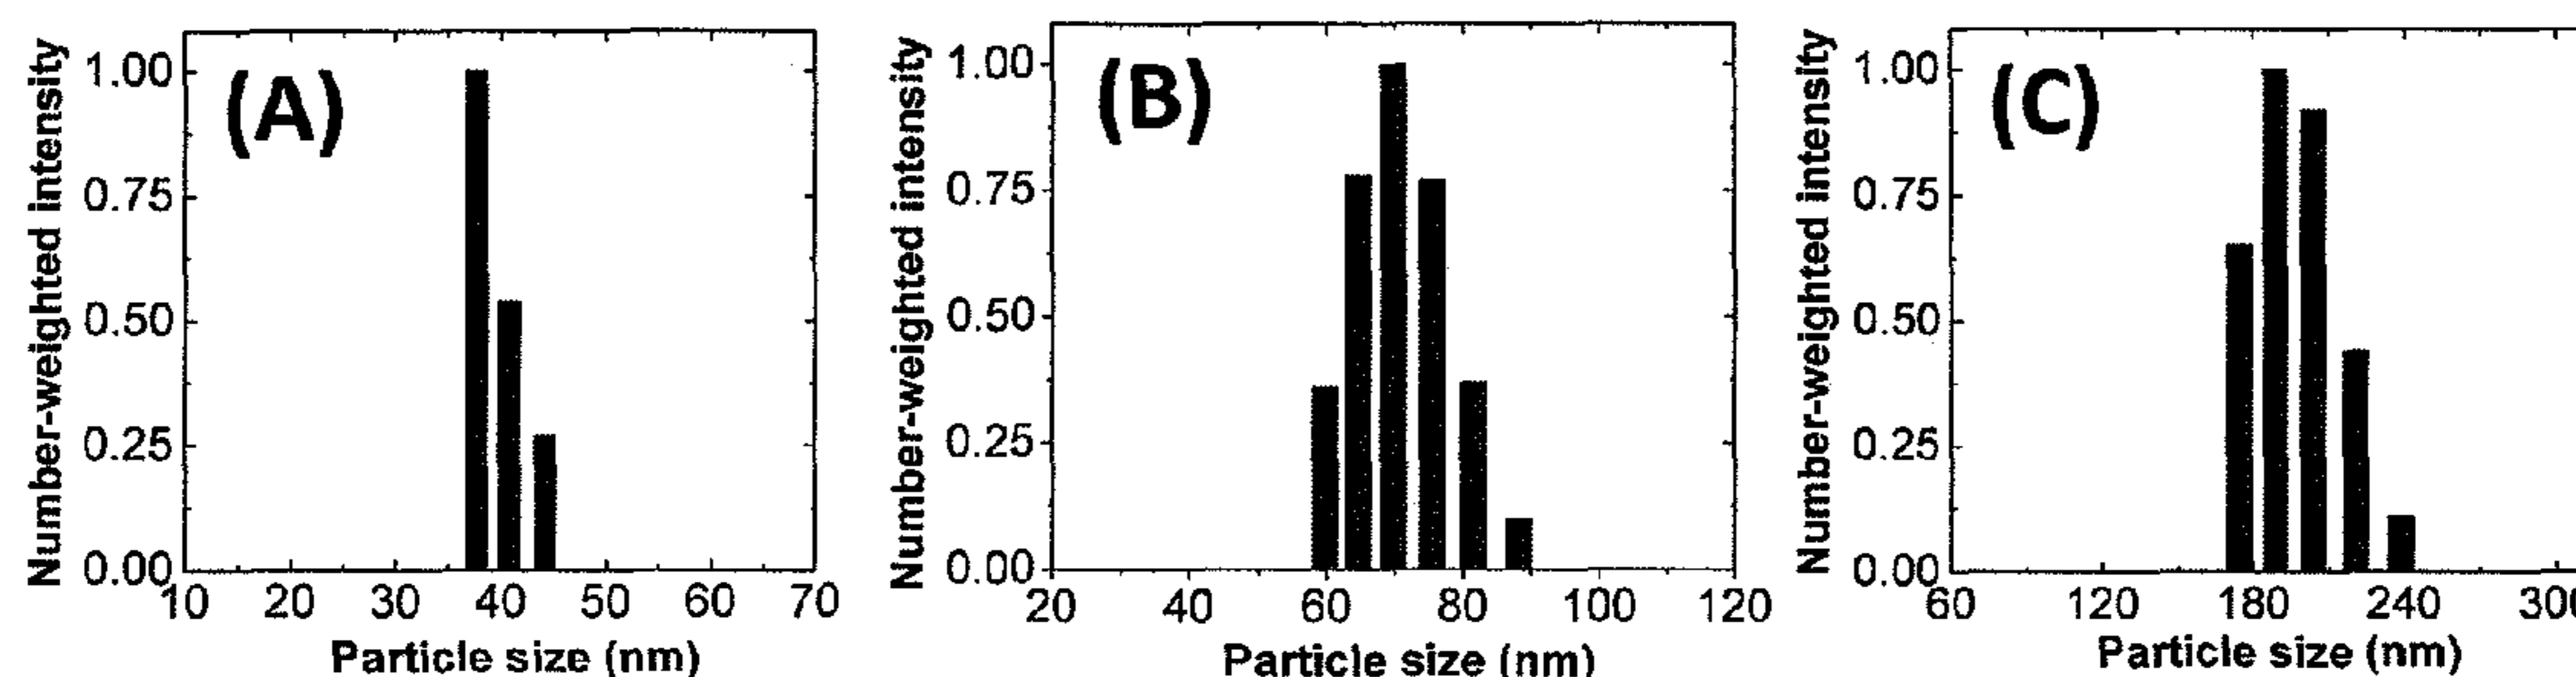 (A)
Number-weighted intensity
1.00
0.75
0.50
0.25
0.00
10 20 30 40 50 60 70
Particle size (nm)
(B)
Number-weighted intensity
1.00
0.75
0.50
0.25
0.00
20 40 60 80 100 120
Particle size (nm)
(C)
Number-weighted intensity
1.00
0.75
0.50
0.25
0.00
60 120 180 240 300
Particle size (nm)